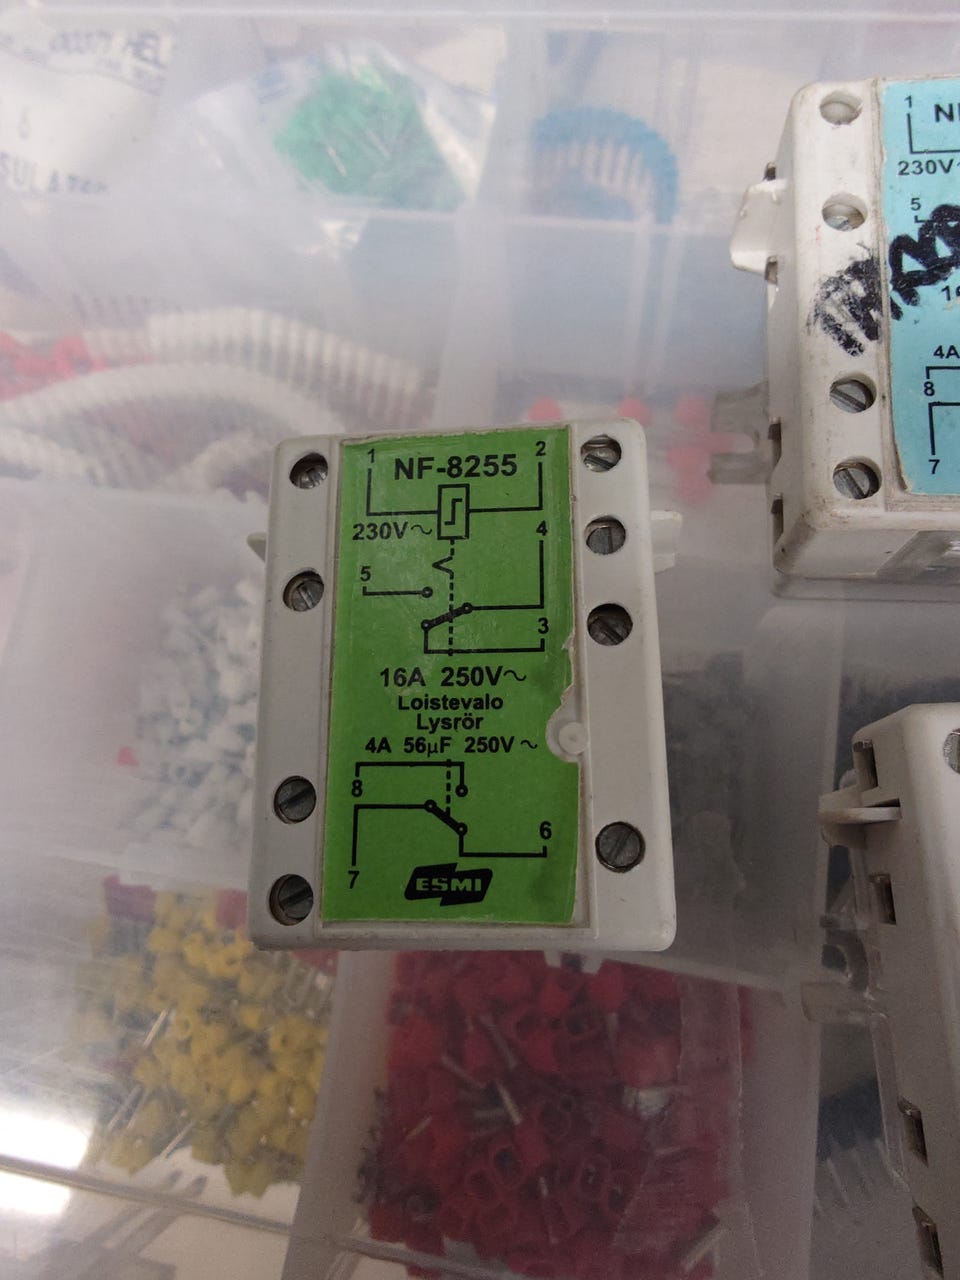 NF-8255
1
2
230V~
4
5
3
16A 250V~
Loistevalo
Lysrör
4A 56µF 250V~
8
6
7
ESMI
1
230V
5
4A
8
7